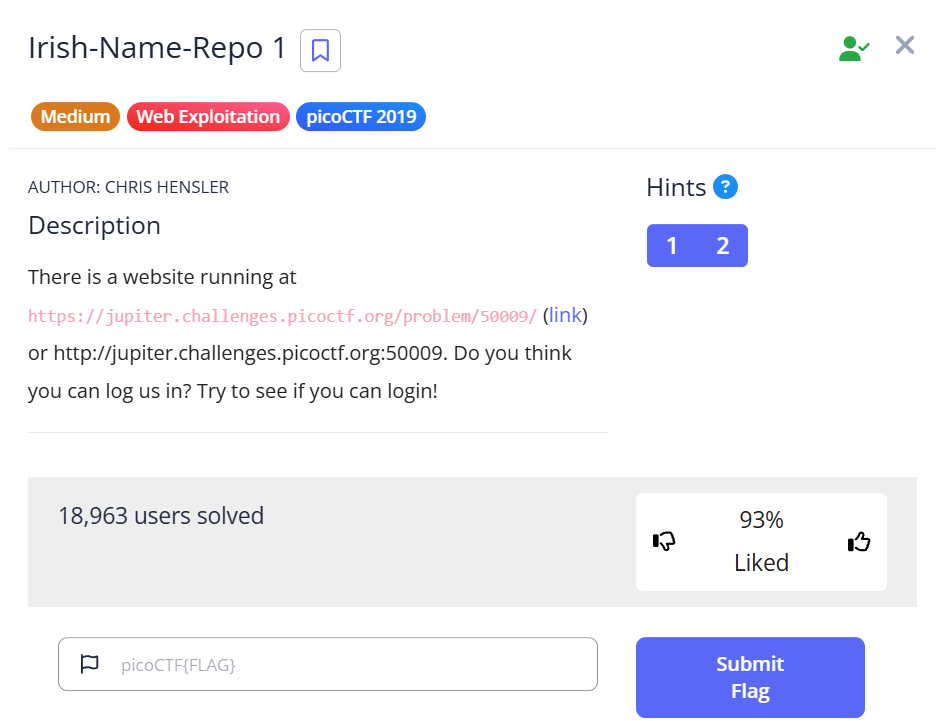 Irish-Name-Repo 1
Medium Web Exploitation picoCTF 2019
AUTHOR: CHRIS HENSLER
Description
There is a website running at
https://jupiter.challenges.picoctf.org/problem/50009/ (link)
or http://jupiter.challenges.picoctf.org:50009. Do you think
you can log us in? Try to see if you can login!
Hints ?
1 2
18,963 users solved
93%
Liked
picoCTF{FLAG}
Submit
Flag